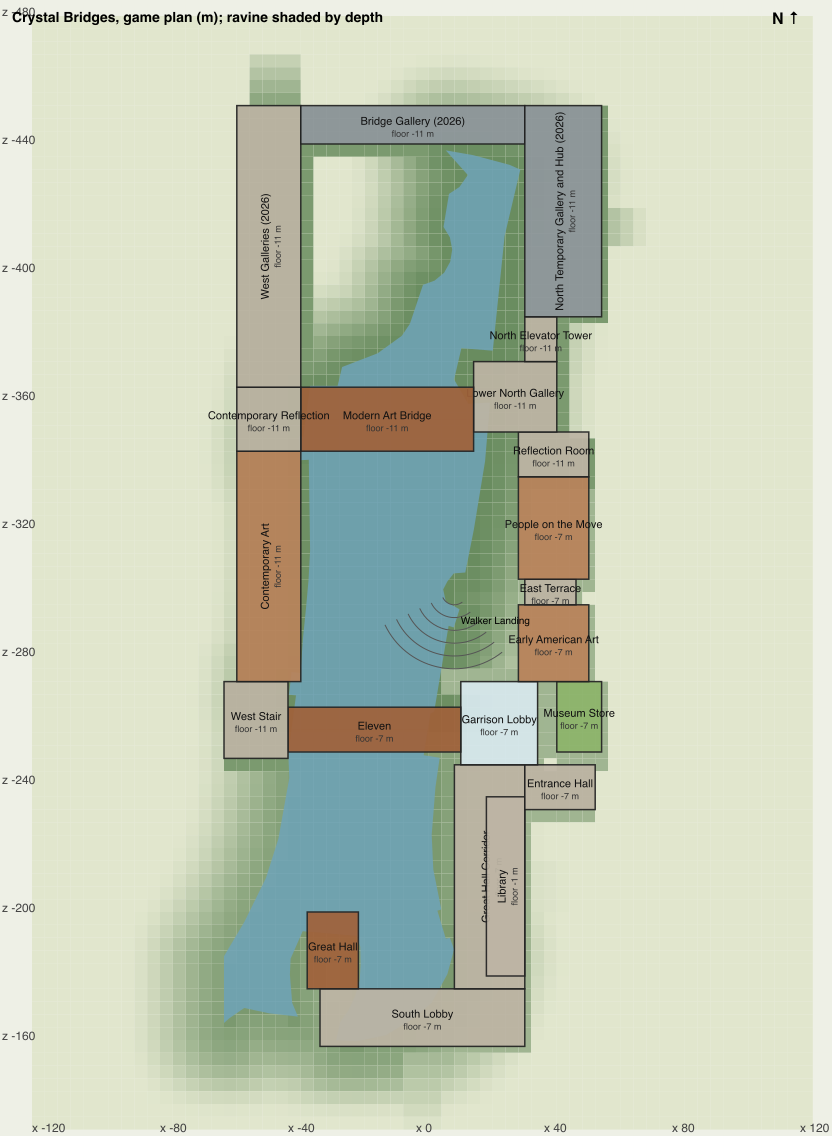 z -480
Crystal Bridges, game plan (m); ravine shaded by depth
N ↑
z -440
Bridge Gallery (2026)
floor -11 m
West Galleries (2026)
floor -11 m
North Temporary Gallery and Hub (2026)
floor -11 m
z -400
North Elevator Tower
floor -11 m
z -360
Lower North Gallery
floor -11 m
Contemporary Reflection
floor -11 m
Modern Art Bridge
floor -11 m
Reflection Room
floor -11 m
z -320
People on the Move
floor -7 m
Contemporary Art
floor -11 m
East Terrace
floor -7 m
Walker Landing
Early American Art
floor -7 m
z -280
West Stair
floor -11 m
Eleven
floor -7 m
Garrison Lobby
floor -7 m
Museum Store
floor -7 m
z -240
Entrance Hall
floor -7 m
Great Hall Corridor
Library
floor -1 m
z -200
Great Hall
floor -7 m
South Lobby
floor -7 m
z -160
x -120
x -80
x -40
x 0
x 40
x 80
x 120